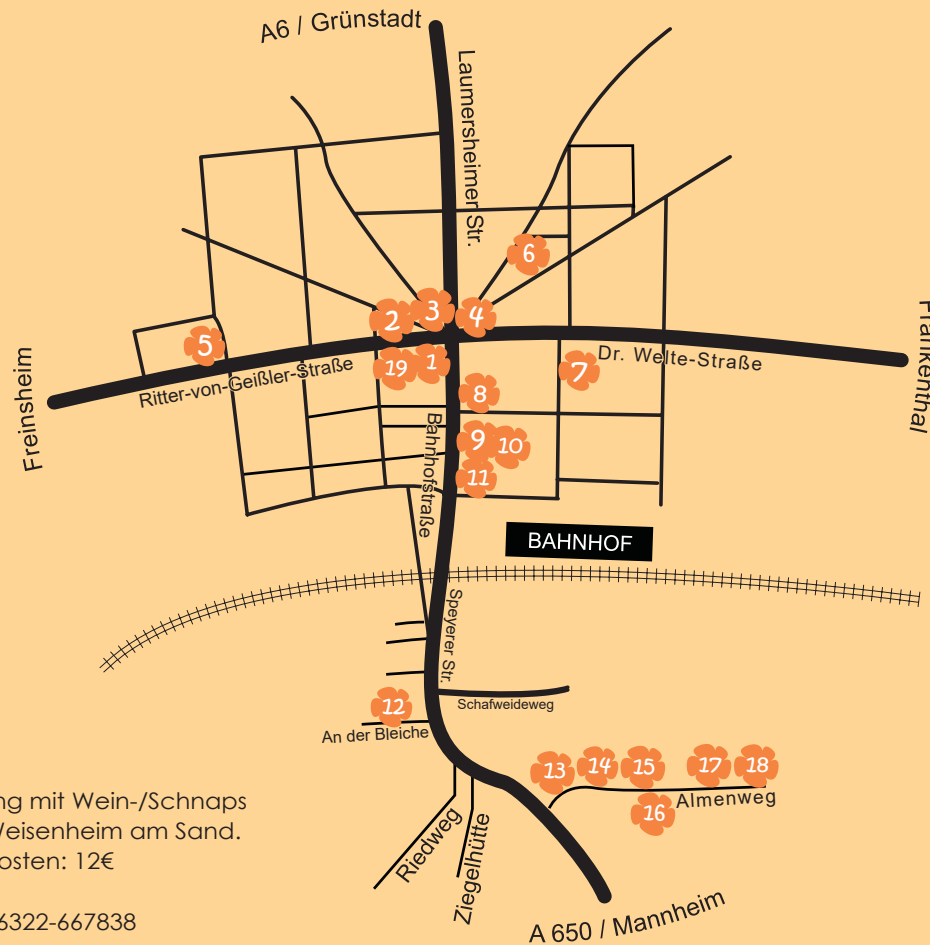 A6 / Grünstadt
Laumersheimer Str.
6
3
2
4
5
1
19
7
Dr. Welte-Straße
Ritter-von-Geißler-Straße
Freinsheim
Frankenthal
8
Bahnhofstraße
9
10
11
BAHNHOF
Speyerer Str.
12
Schafweideweg
An der Bleiche
13
14
15
17
18
16
Almenweg
mit Wein-/Schnaps
Weisenheim am Sand.
12€
6322-667838
Riedweg
Ziegelhütte
A 650 / Mannheim